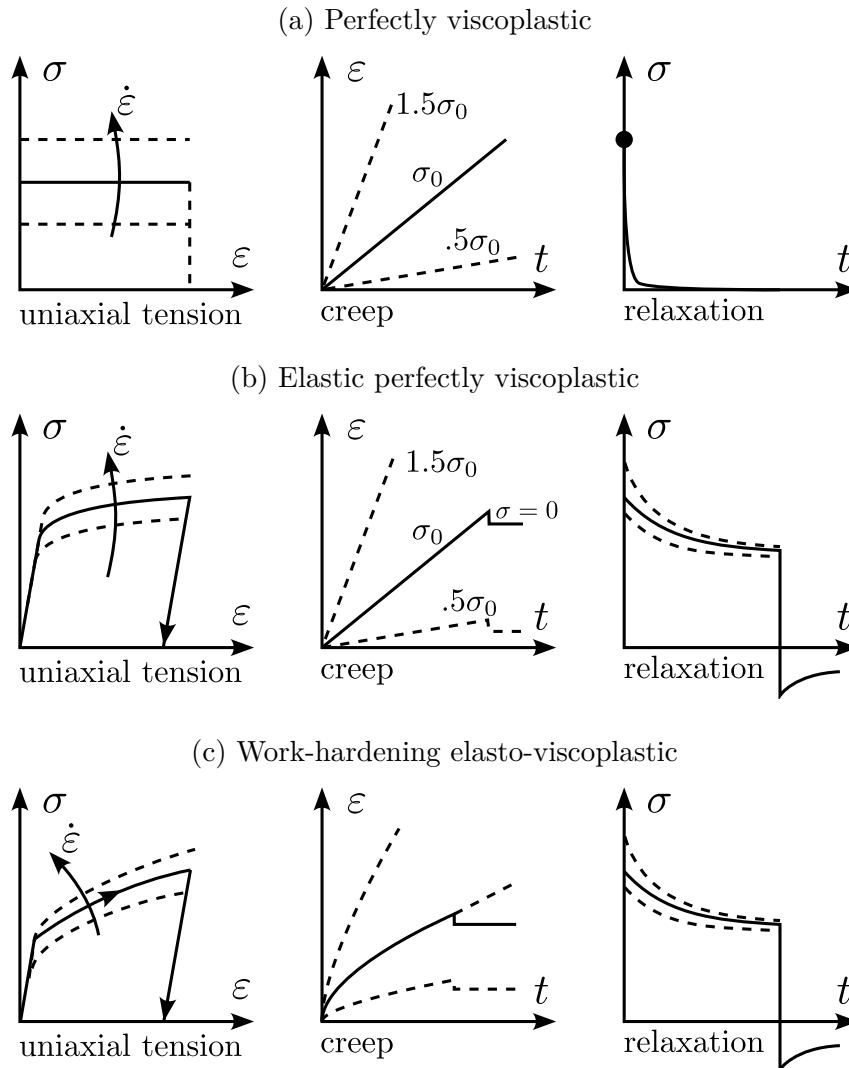 (a) Perfectly viscoplastic
σ ε̇ ε
uniaxial tension
ε 1.5σ₀ σ₀ .5σ₀ t
creep
σ t
relaxation
(b) Elastic perfectly viscoplastic
σ ε̇ ε
uniaxial tension
ε 1.5σ₀ σ = 0 σ₀ .5σ₀ t
creep
σ t
relaxation
(c) Work-hardening elasto-viscoplastic
σ ε̇ ε
uniaxial tension
ε t
creep
σ t
relaxation